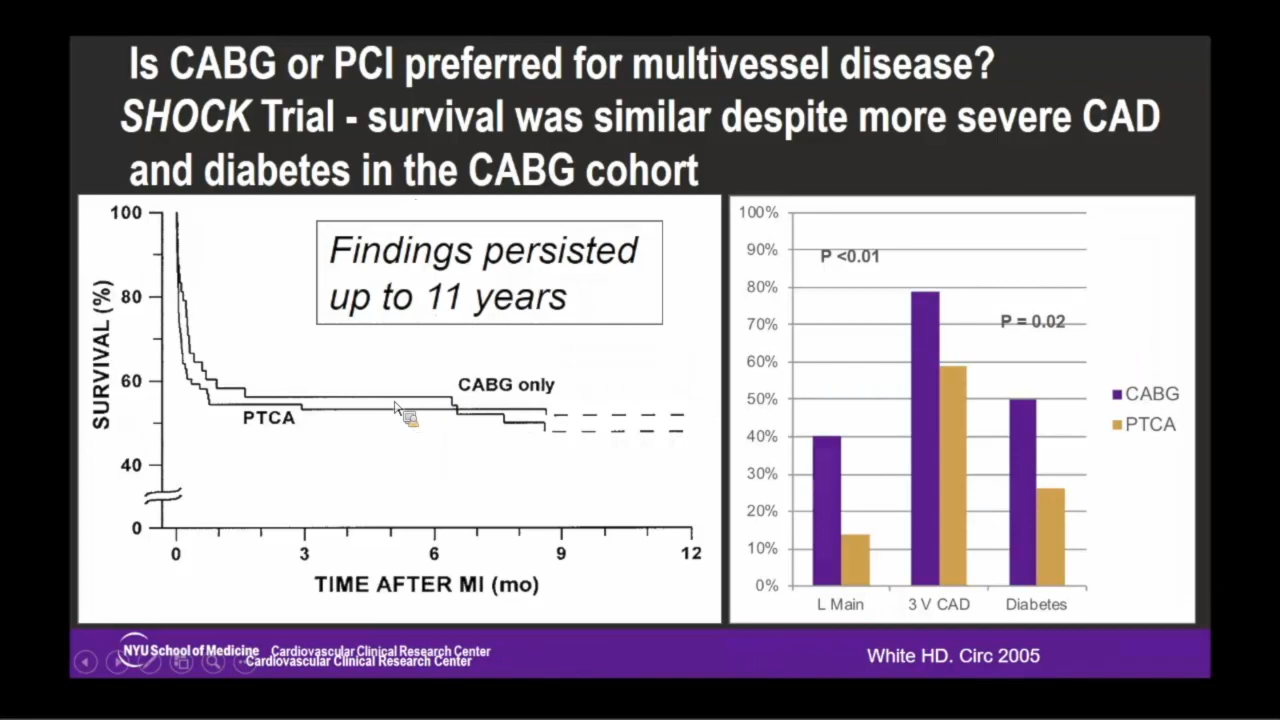 Is CABG or PCI preferred for multivessel disease?
SHOCK Trial - survival was similar despite more severe CAD
and diabetes in the CABG cohort
100
80
60
40
0
SURVIVAL (%)
Findings persisted
up to 11 years
CABG only
PTCA
0 3 6 9 12
TIME AFTER MI (mo)
100%
90%
80%
70%
60%
50%
40%
30%
20%
10%
0%
P <0.01
P = 0.02
CABG
PTCA
L Main 3 V CAD Diabetes
NYU School of Medicine Cardiovascular Clinical Research Center
Cardiovascular Clinical Research Center
White HD. Circ 2005